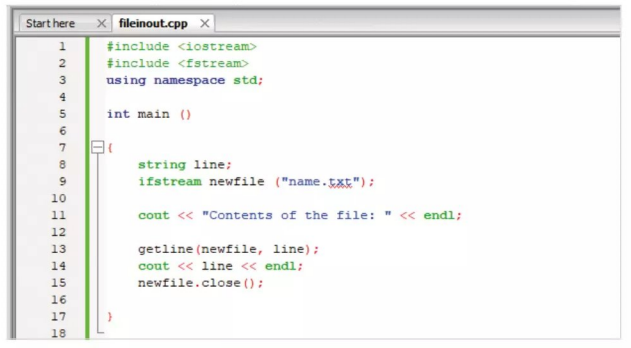 Start here × fileinout.cpp ×
1 #include <iostream>
2 #include <fstream>
3 using namespace std;
4
5 int main ()
6
7 {
8 string line;
9 ifstream newfile ("name.txt");
10
11 cout << "Contents of the file: " << endl;
12
13 getline(newfile, line);
14 cout << line << endl;
15 newfile.close();
16
17 }
18